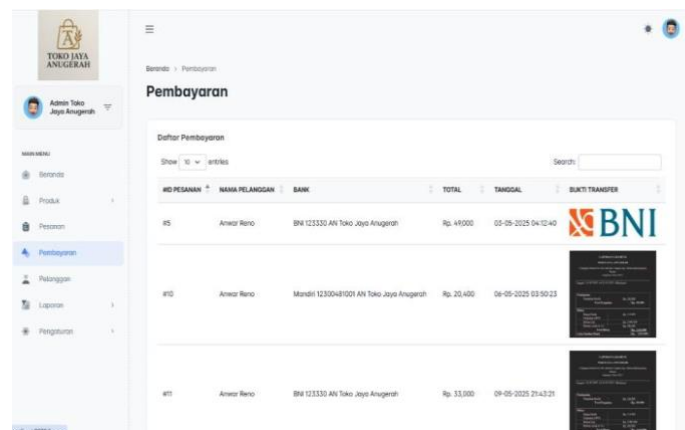 TOKO JAYA
ANUGERAH
Beranda > Pembayaran
Pembayaran
Admin Toko
Jaya Anugerah
Daftar Pembayaran
Show 10 entries
Search:
MAIN MENU
Beranda
Produk
Pesanan
Pembayaran
Pelanggan
Laporan
Pengaturan
#ID PESANAN NAMA PELANGGAN BANK TOTAL TANGGAL BUKTI TRANSFER
#5 Anwar Reno BNI 123330 AN Toko Jaya Anugerah Rp. 49,000 03-05-2025 04:12:40 BNI
#10 Anwar Reno Mandiri 12300481001 AN Toko Jaya Anugerah Rp. 20,400 06-05-2025 03:50:23
#11 Anwar Reno BNI 123330 AN Toko Jaya Anugerah Rp. 33,000 09-05-2025 21:43:21